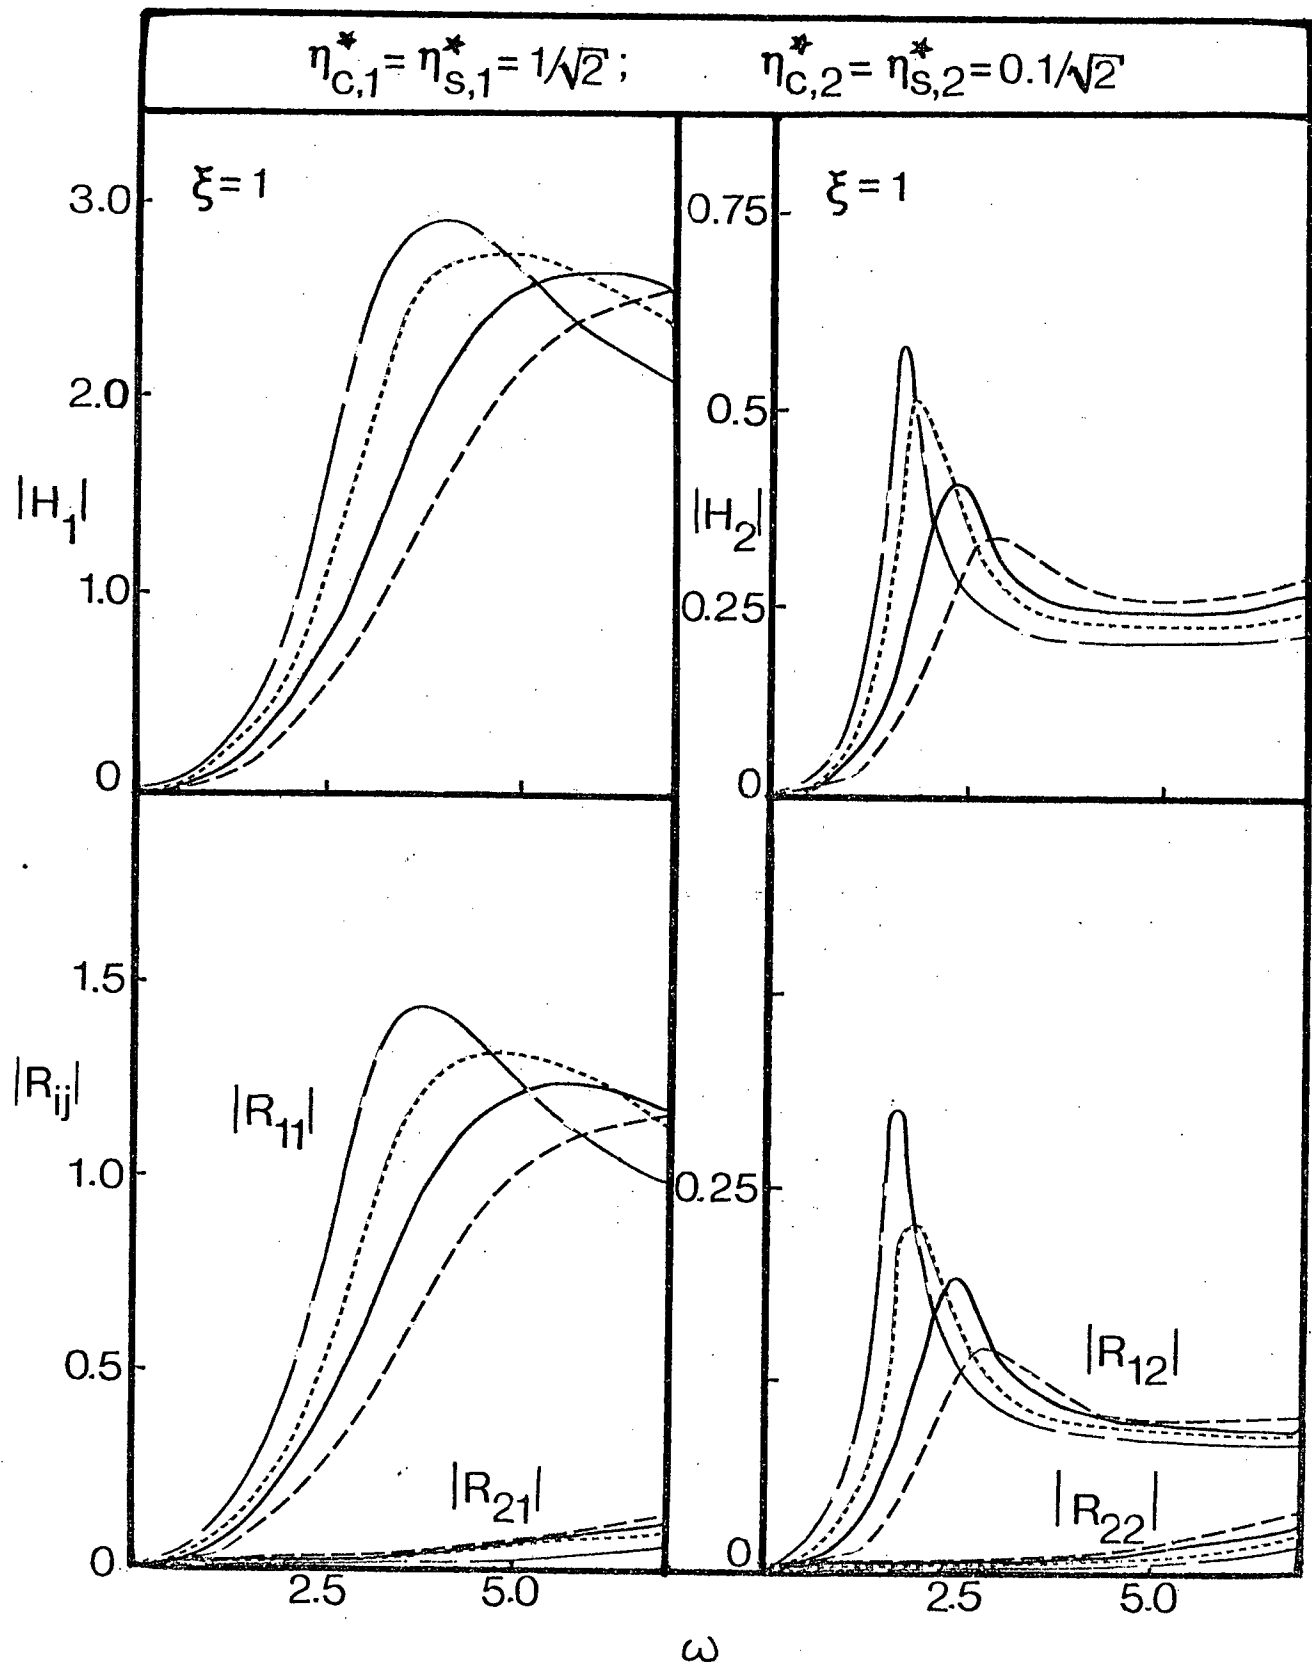 η*C,1 = η*S,1 = 1/√2 ; η*C,2 = η*S,2 = 0.1/√2
ξ = 1
3.0
2.0
|H1|
1.0
0
ξ = 1
0.75
0.5
|H2|
0.25
0
1.5
|Rij|
|R11|
1.0
0.5
|R21|
0
2.5
5.0
0.25
|R12|
|R22|
0
2.5
5.0
ω